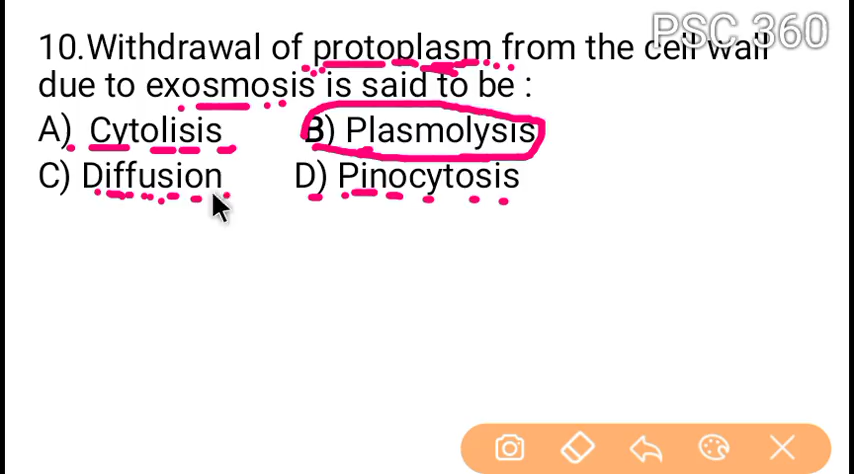 PSC 360
10.Withdrawal of protoplasm from the cell wall
due to exosmosis is said to be :
A) Cytolisis B) Plasmolysis
C) Diffusion D) Pinocytosis